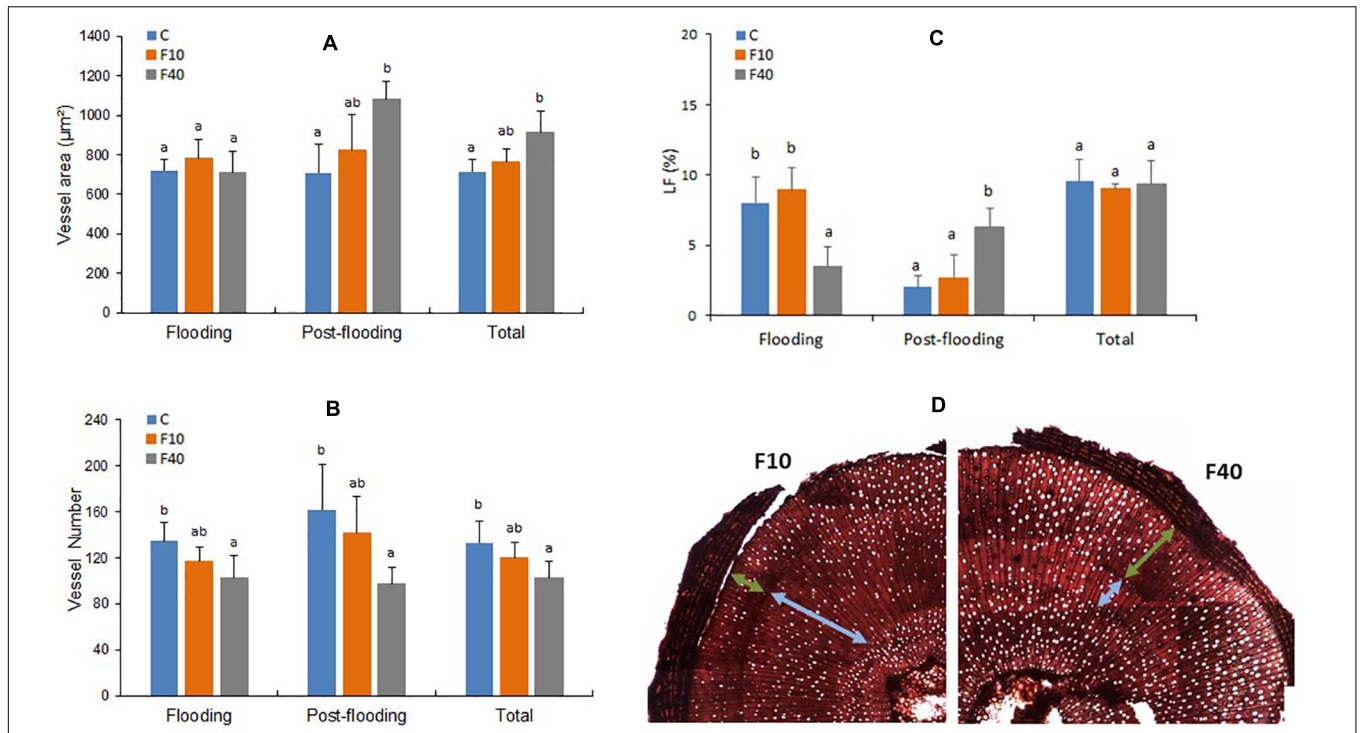 A
C
F10
F40
Vessel area (µm²)
1400
1200
1000
800
600
400
200
0
a a a
a ab b
a ab b
Flooding Post-flooding Total
C
C
F10
F40
LF (%)
20
15
10
5
0
b b a
a a b
a a a
Flooding Post-flooding Total
B
C
F10
F40
Vessel Number
240
200
160
120
80
40
0
b ab a
b ab a
b ab a
Flooding Post-flooding Total
D
F10
F40